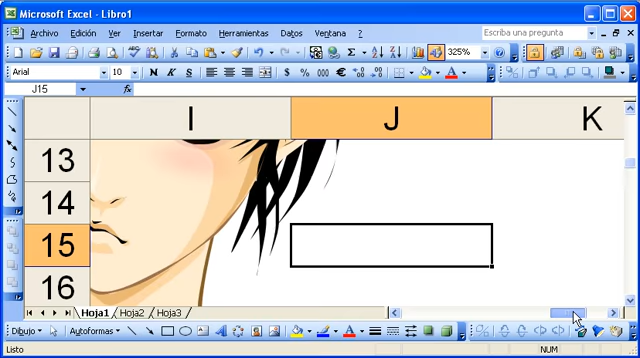 Microsoft Excel - Libro1
Archivo Edición Ver Insertar Formato Herramientas Datos Ventana ? Escriba una pregunta
325%
Arial 10 N K S $ % 000 €
J15 fx
I J K
13
14
15
16
Hoja1 Hoja2 Hoja3
Dibujo Autoformas
Listo NUM